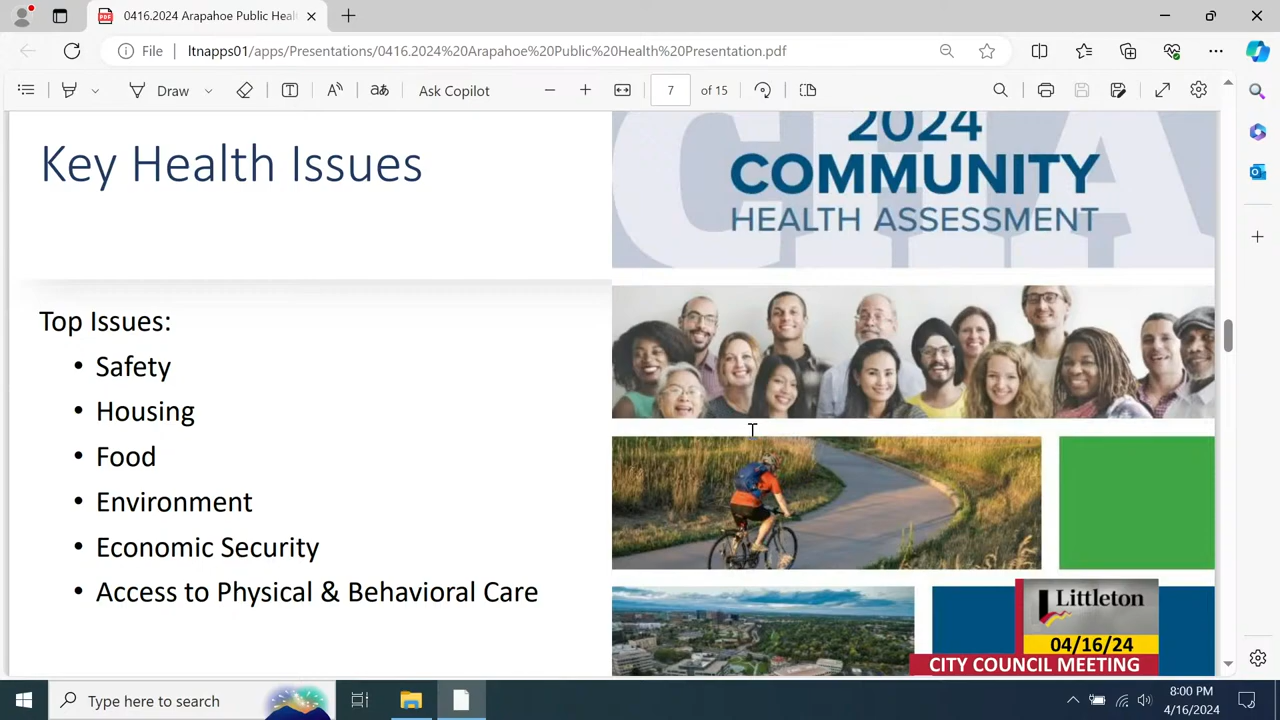 0416.2024 Arapahoe Public Heal
File
ltnapps01/apps/Presentations/0416.2024%20Arapahoe%20Public%20Health%20Presentation.pdf
Draw
Ask Copilot
7
of 15
Key Health Issues
CHA
2024
COMMUNITY
HEALTH ASSESSMENT
Top Issues:
• Safety
• Housing
• Food
• Environment
• Economic Security
• Access to Physical & Behavioral Care
Littleton
04/16/24
CITY COUNCIL MEETING
Type here to search
8:00 PM
4/16/2024